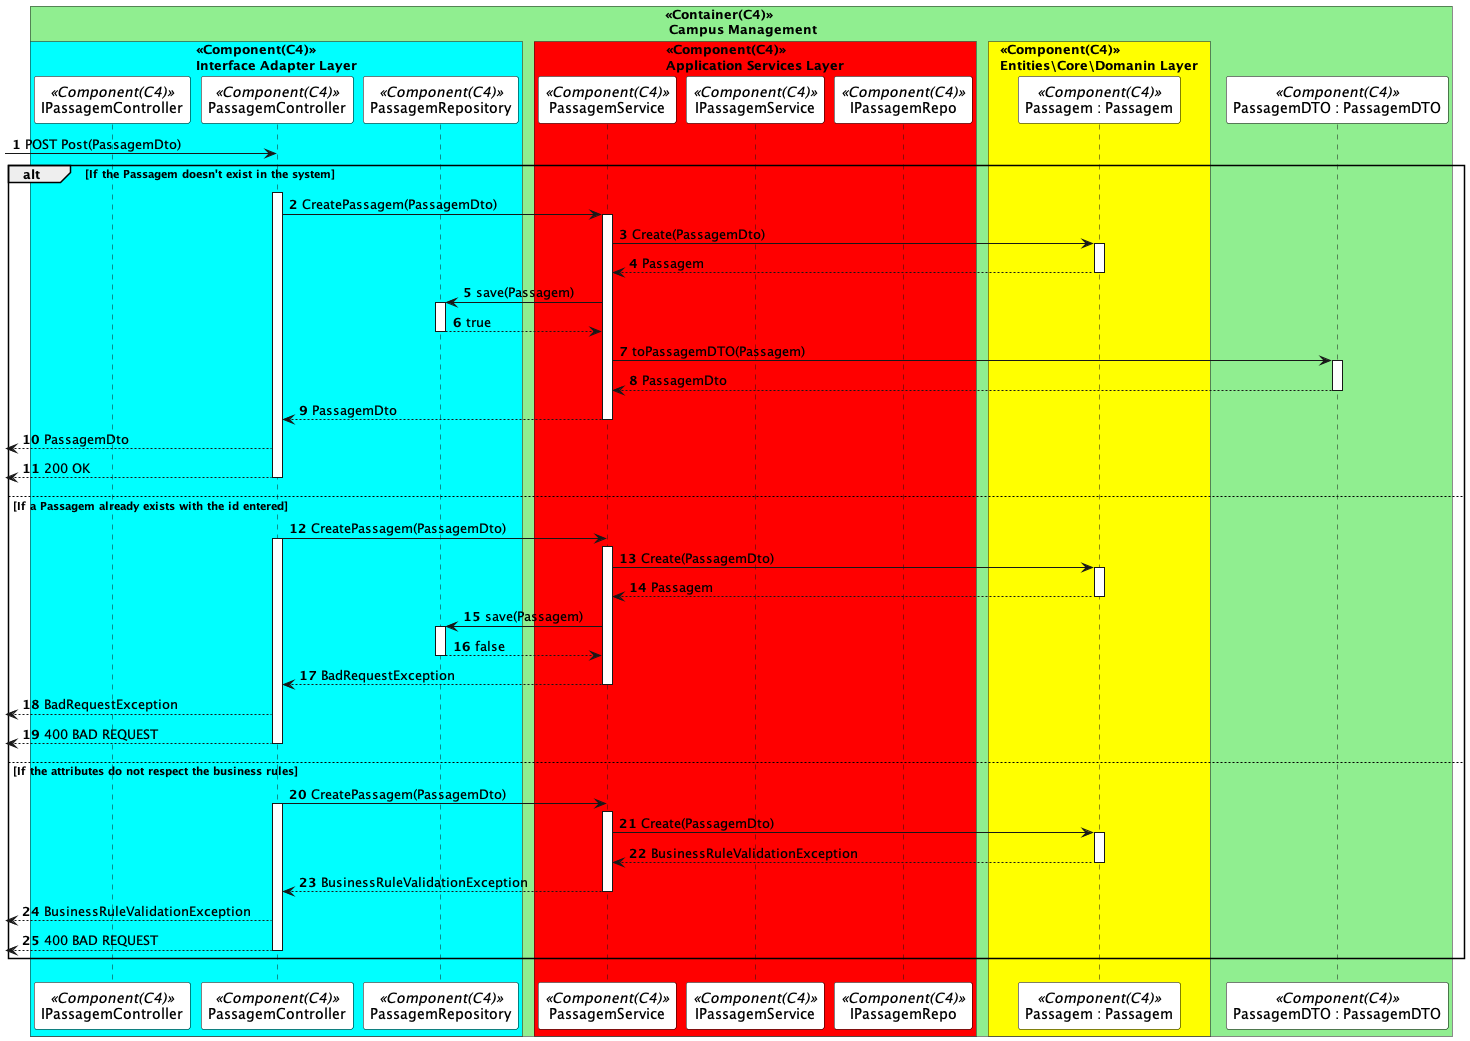 «Container(C4)»
Campus Management
«Component(C4)»
Interface Adapter Layer
«Component(C4)»
Application Services Layer
«Component(C4)»
Entities\Core\Domanin Layer
«Component(C4)»
IPassagemController
«Component(C4)»
PassagemController
«Component(C4)»
PassagemRepository
«Component(C4)»
PassagemService
«Component(C4)»
IPassagemService
«Component(C4)»
IPassagemRepo
«Component(C4)»
Passagem : Passagem
«Component(C4)»
PassagemDTO : PassagemDTO
1 POST Post(PassagemDto)
alt [If the Passagem doesn't exist in the system]
2 CreatePassagem(PassagemDto)
3 Create(PassagemDto)
4 Passagem
5 save(Passagem)
6 true
7 toPassagemDTO(Passagem)
8 PassagemDto
9 PassagemDto
10 PassagemDto
11 200 OK
[If a Passagem already exists with the id entered]
12 CreatePassagem(PassagemDto)
13 Create(PassagemDto)
14 Passagem
15 save(Passagem)
16 false
17 BadRequestException
18 BadRequestException
19 400 BAD REQUEST
[If the attributes do not respect the business rules]
20 CreatePassagem(PassagemDto)
21 Create(PassagemDto)
22 BusinessRuleValidationException
23 BusinessRuleValidationException
24 BusinessRuleValidationException
25 400 BAD REQUEST
«Component(C4)»
IPassagemController
«Component(C4)»
PassagemController
«Component(C4)»
PassagemRepository
«Component(C4)»
PassagemService
«Component(C4)»
IPassagemService
«Component(C4)»
IPassagemRepo
«Component(C4)»
Passagem : Passagem
«Component(C4)»
PassagemDTO : PassagemDTO